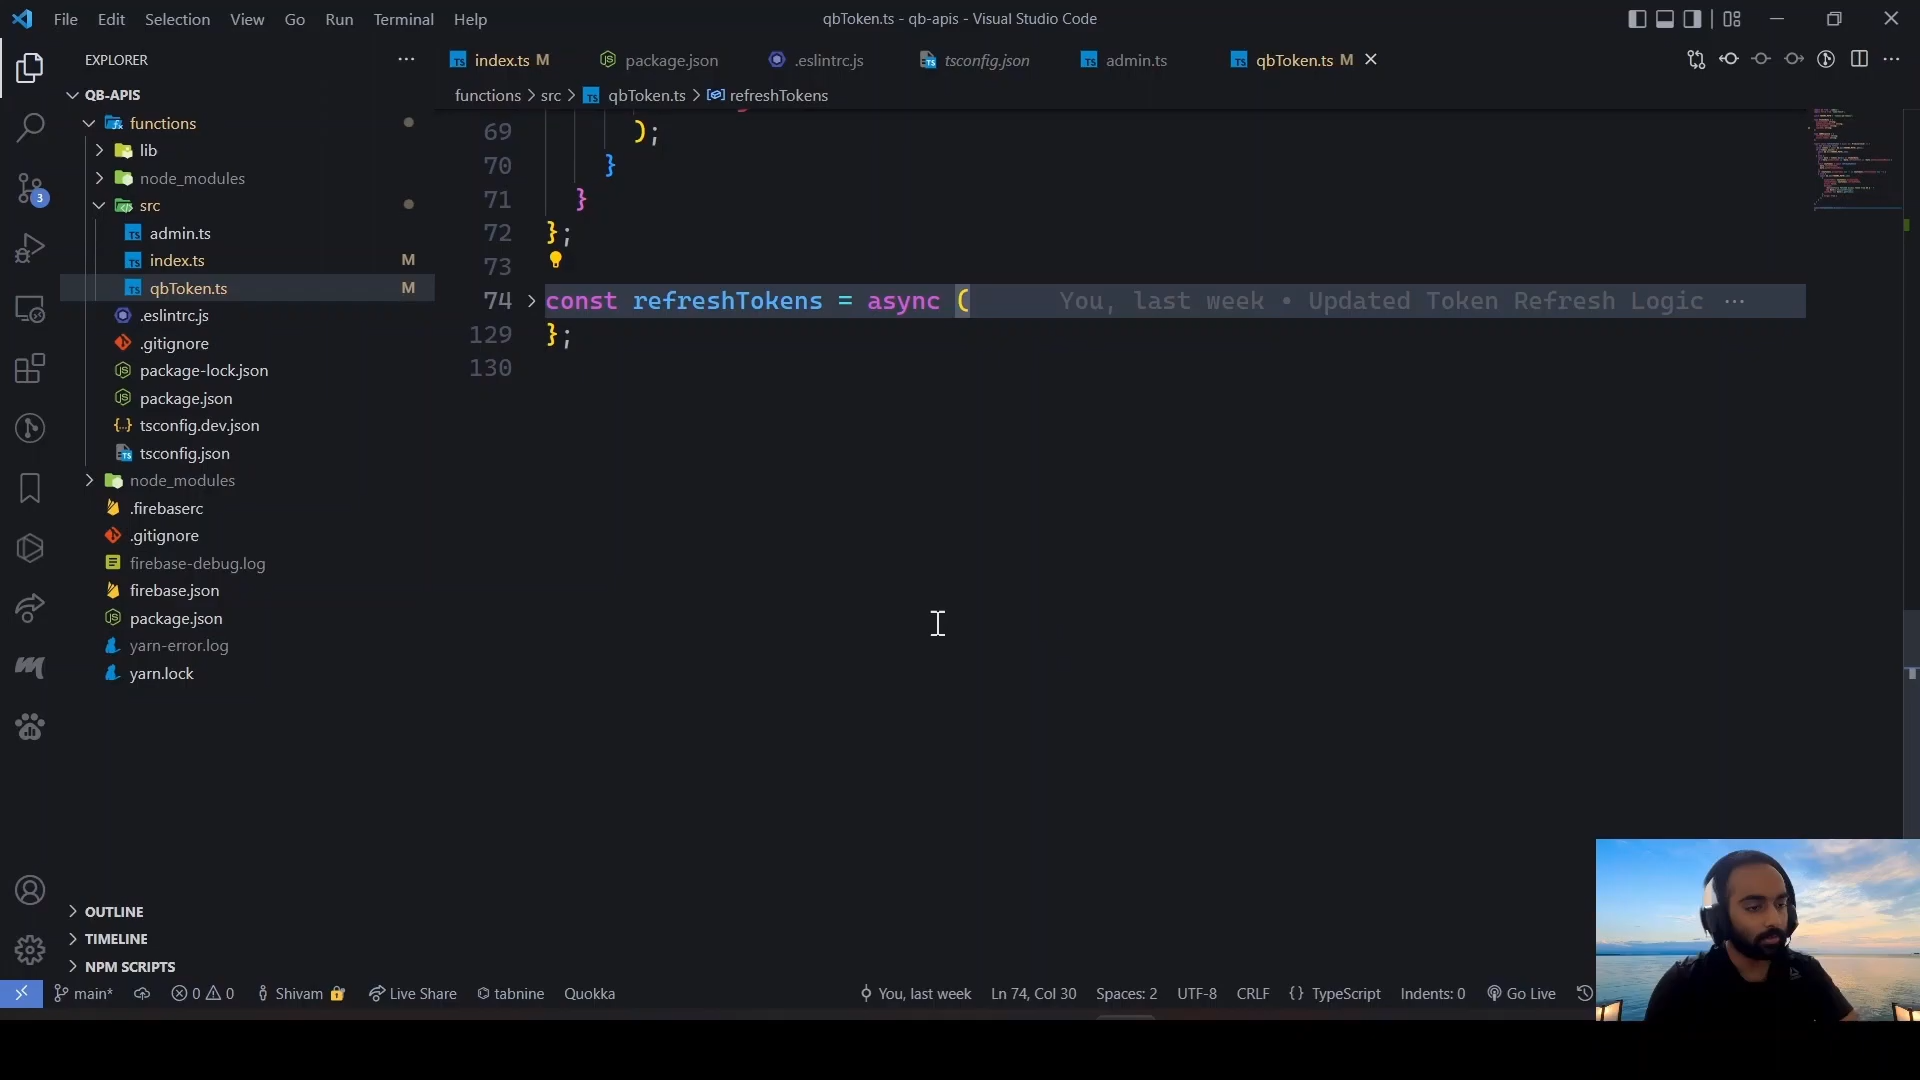 File Edit Selection View Go Run Terminal Help
qbToken.ts - qb-apis - Visual Studio Code
EXPLORER
index.ts M
package.json
.eslintrc.js
tsconfig.json
admin.ts
qbToken.ts M
functions > src > qbToken.ts > refreshTokens
QB-APIS
functions
lib
node_modules
src
admin.ts
index.ts M
qbToken.ts M
.eslintrc.js
.gitignore
package-lock.json
package.json
tsconfig.dev.json
tsconfig.json
node_modules
.firebaserc
.gitignore
firebase-debug.log
firebase.json
package.json
yarn-error.log
yarn.lock
3
69 );
70 }
71 }
72 };
73
74 const refreshTokens = async ( You, last week • Updated Token Refresh Logic ···
129 };
130
OUTLINE
TIMELINE
NPM SCRIPTS
main* 0 0 Shivam Live Share tabnine Quokka You, last week Ln 74, Col 30 Spaces: 2 UTF-8 CRLF {} TypeScript Indents: 0 Go Live